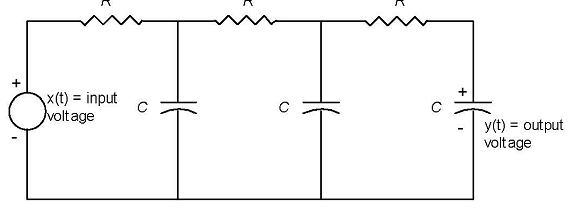 R
R
R
+
x(t) = input
voltage
-
C
C
C
+
-
y(t) = output
voltage